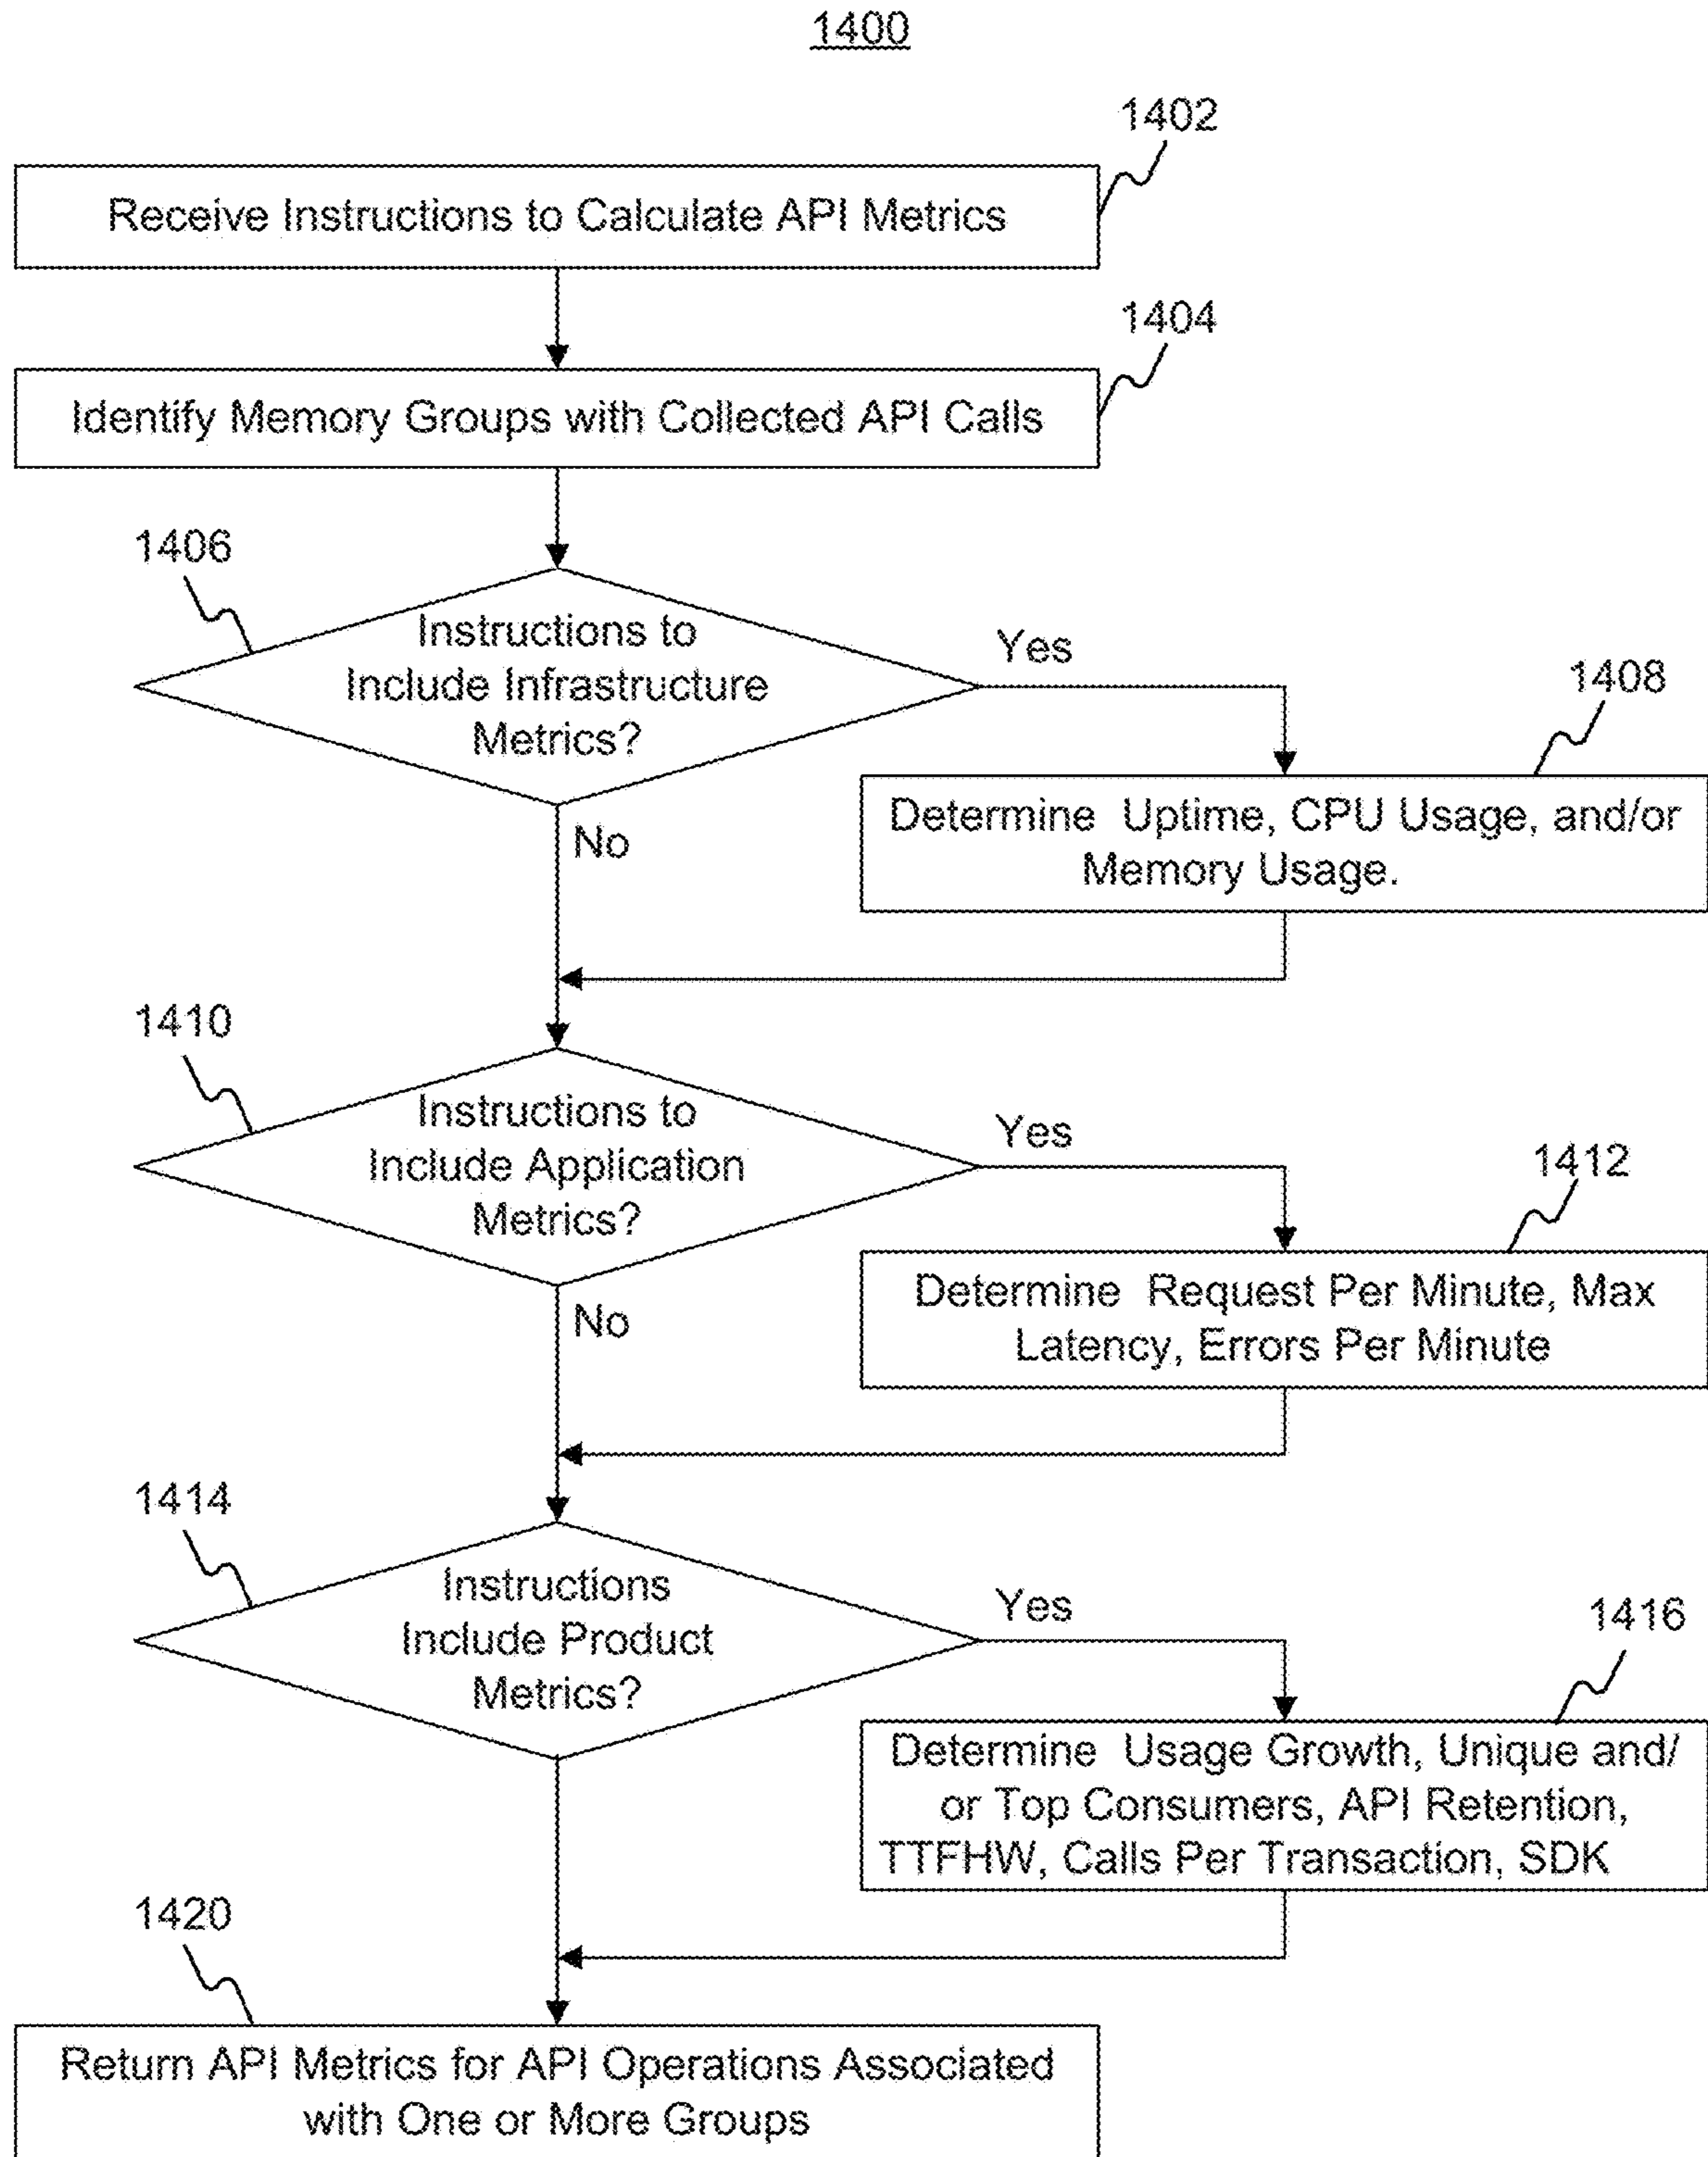 1400
1402
Receive Instructions to Calculate API Metrics
1404
Identify Memory Groups with Collected API Calls
1406
Instructions to
Include Infrastructure
Metrics?
Yes
No
1408
Determine Uptime, CPU Usage, and/or
Memory Usage.
1410
Instructions to
Include Application
Metrics?
Yes
No
1412
Determine Request Per Minute, Max
Latency, Errors Per Minute
1414
Instructions
Include Product
Metrics?
Yes
1416
Determine Usage Growth, Unique and/
or Top Consumers, API Retention,
TTFHW, Calls Per Transaction, SDK
1420
Return API Metrics for API Operations Associated
with One or More Groups